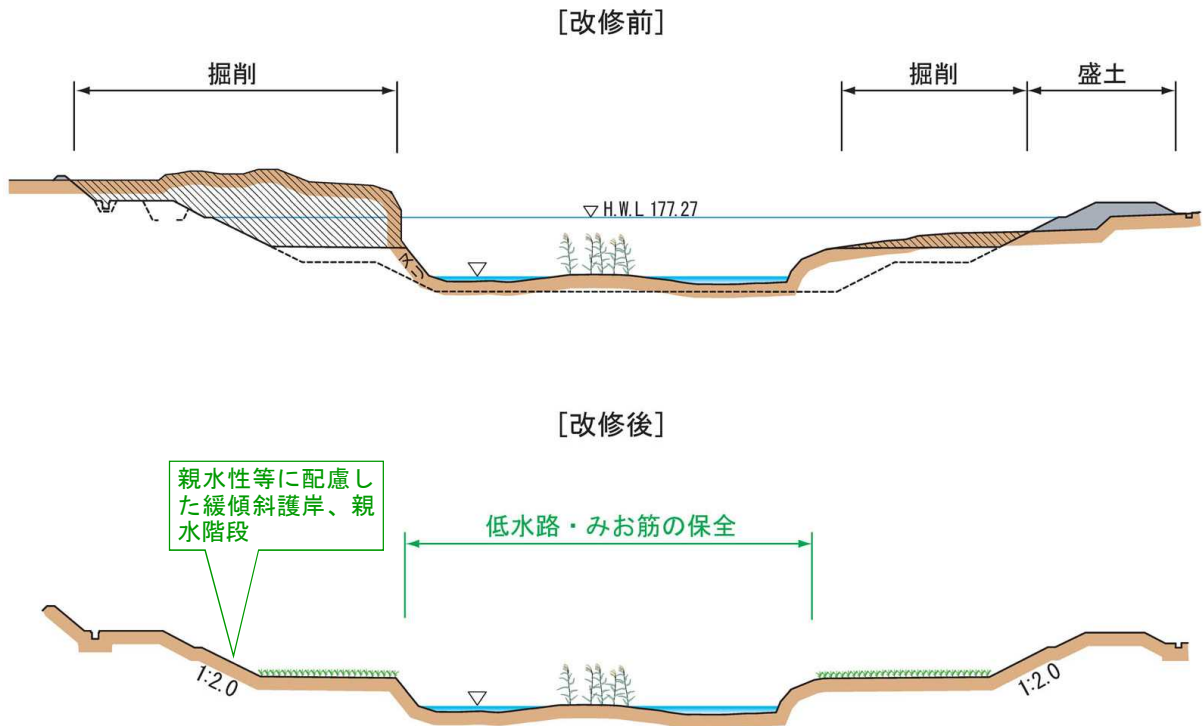 [改修前]
掘削
掘削
盛土
▽H.W.L 177.27
[改修後]
親水性等に配慮し
た緩傾斜護岸、親
水階段
低水路・みお筋の保全
1:2.0
1:2.0